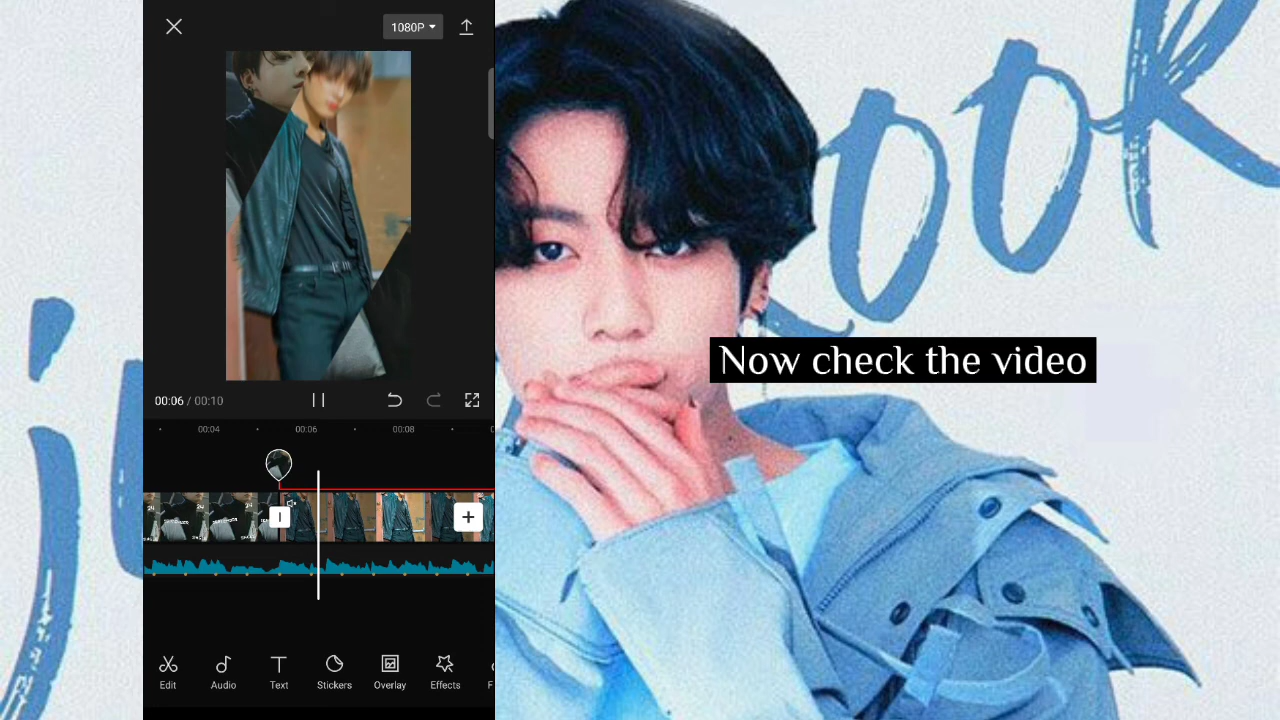 1080P
00:06 / 00:10
00:04 00:06 00:08
Edit Audio Text Stickers Overlay Effects F
jungkook
Now check the video